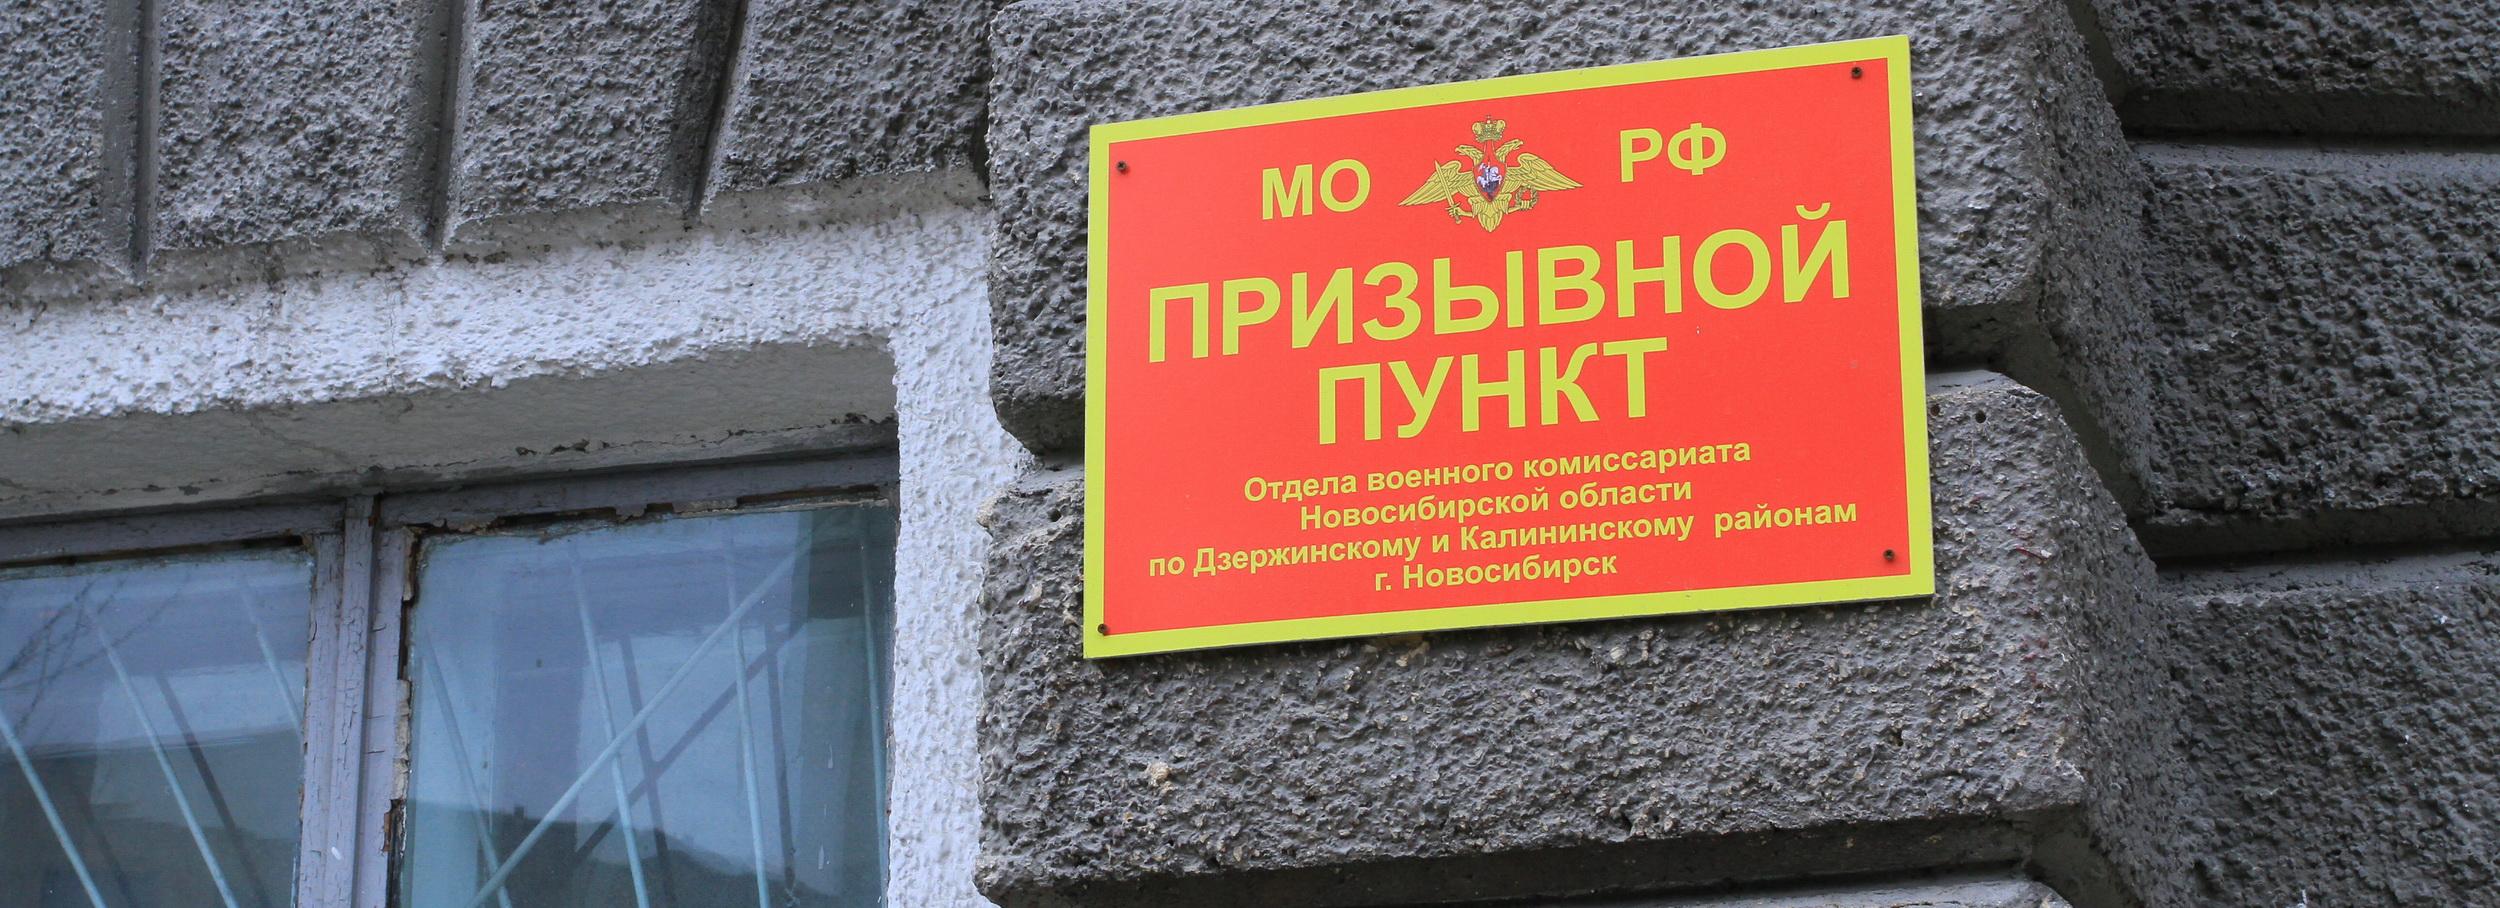 МО РФ
ПРИЗЫВНОЙ
ПУНКТ
Отдела военного комиссариата
Новосибирской области
по Дзержинскому и Калининскому районам
г. Новосибирск